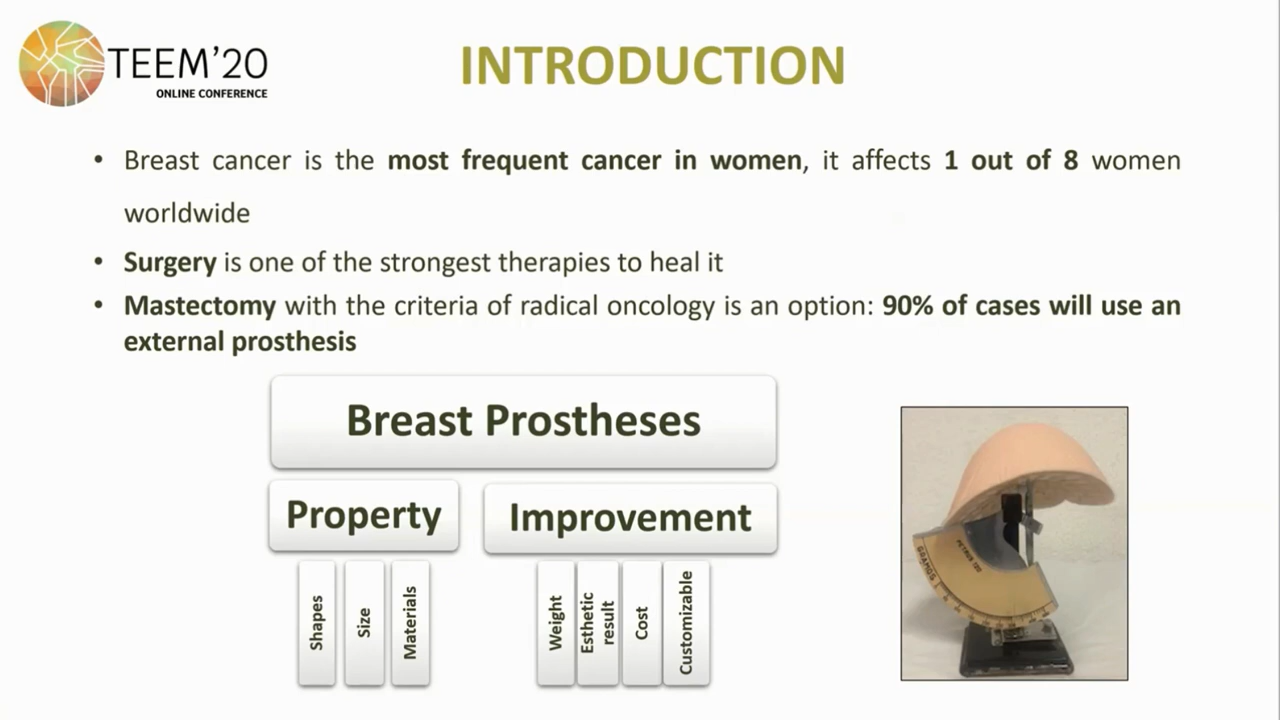 TEEM'20
ONLINE CONFERENCE
INTRODUCTION
• Breast cancer is the most frequent cancer in women, it affects 1 out of 8 women
worldwide
• Surgery is one of the strongest therapies to heal it
• Mastectomy with the criteria of radical oncology is an option: 90% of cases will use an
external prosthesis
Breast Prostheses
Property
Improvement
Shapes
Size
Materials
Weight
Esthetic
result
Cost
Customizable
GRAMOS